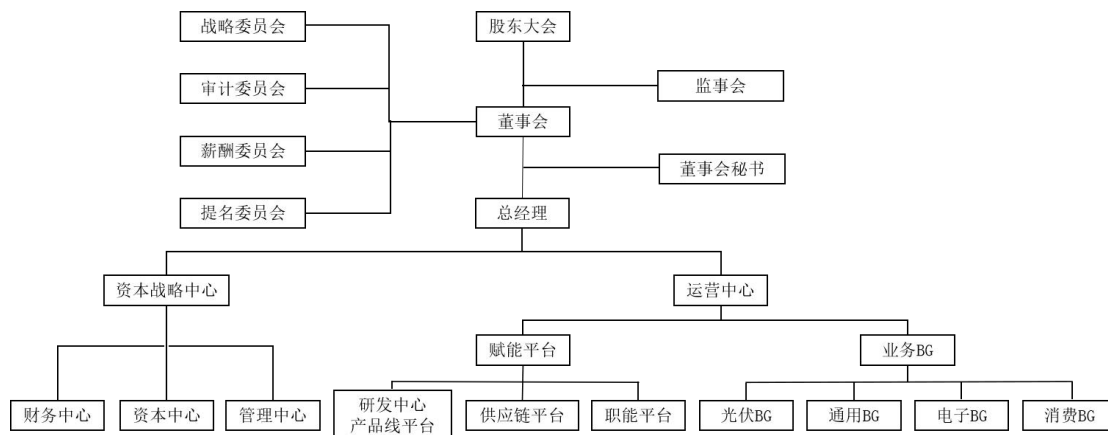 战略委员会
股东大会
审计委员会
监事会
董事会
薪酬委员会
董事会秘书
提名委员会
总经理
资本战略中心
运营中心
赋能平台
业务BG
财务中心
资本中心
管理中心
研发中心
产品线平台
供应链平台
职能平台
光伏BG
通用BG
电子BG
消费BG